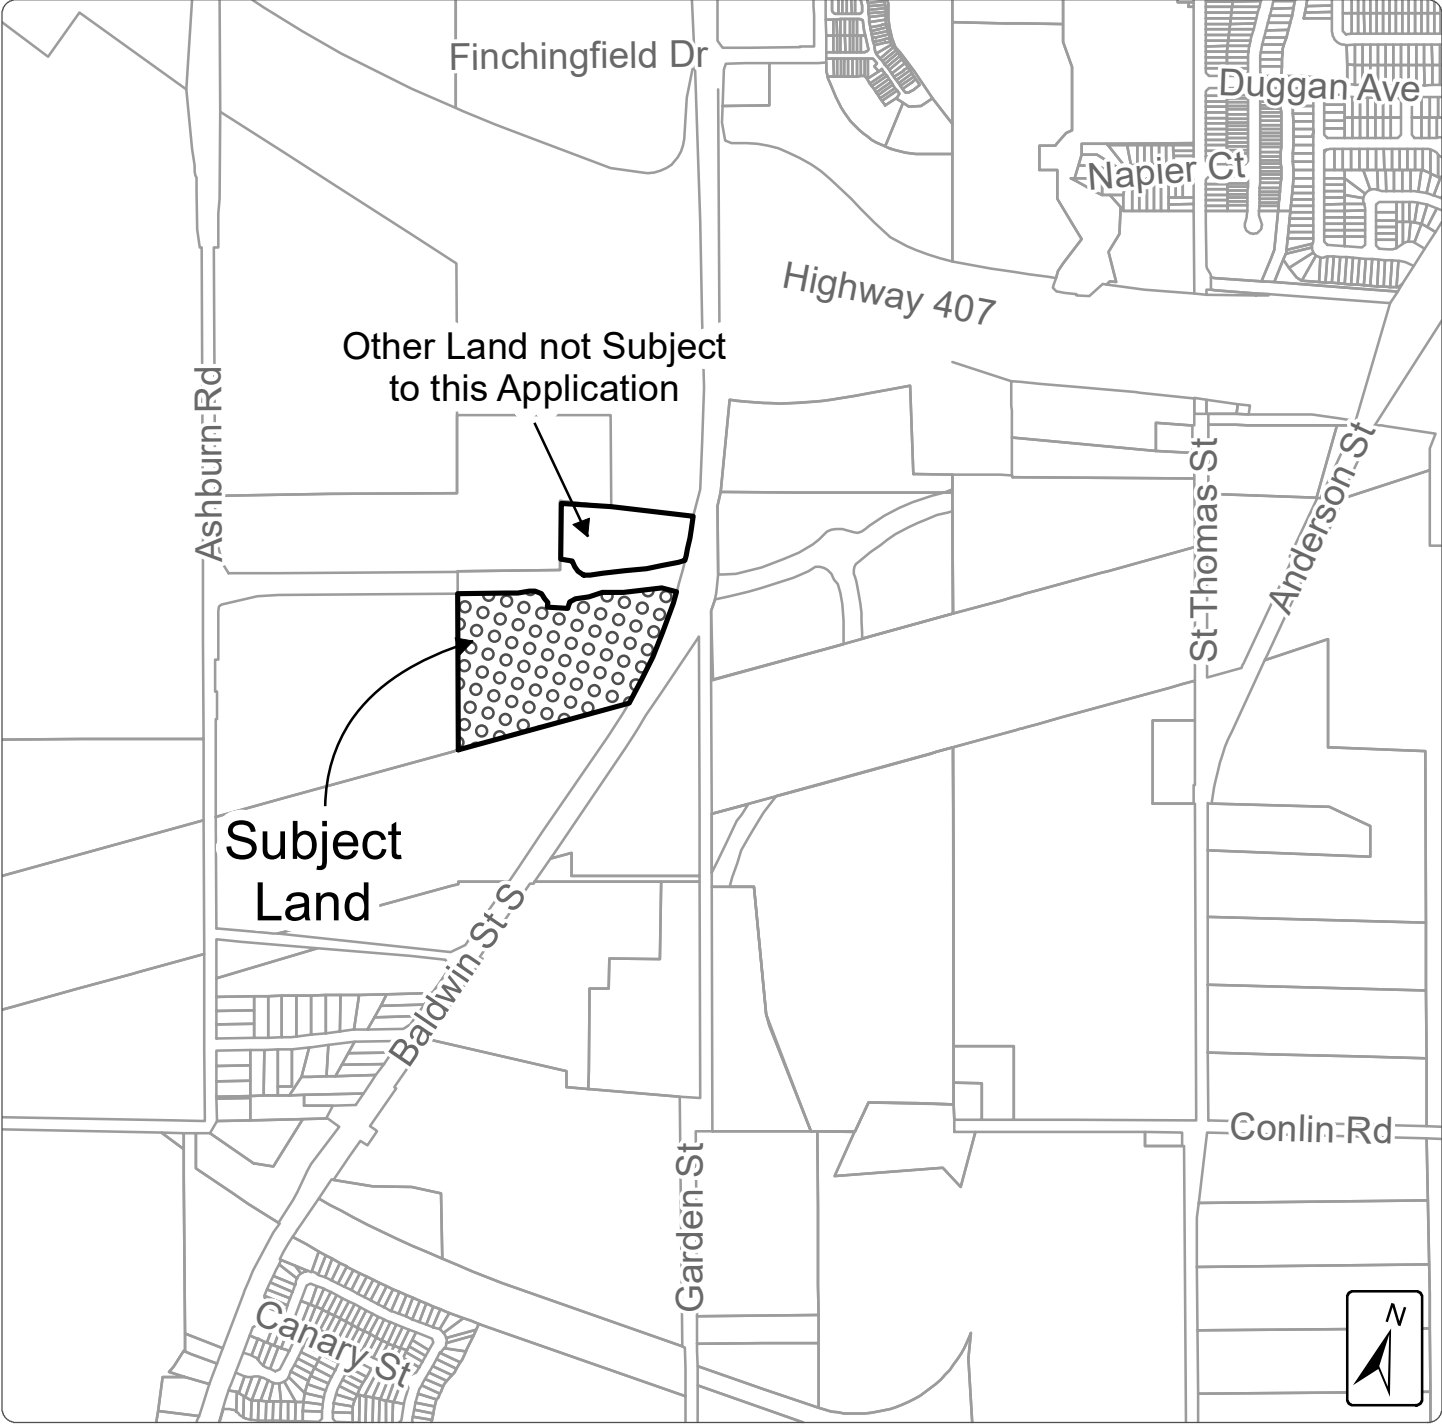 Finchingfield Dr
Duggan Ave
Napier Ct
Highway 407
Other Land not Subject
to this Application
Ashburn Rd
St Thomas St
Anderson St
Subject
Land
Baldwin St S
Conlin Rd
Garden St
Canary St
N